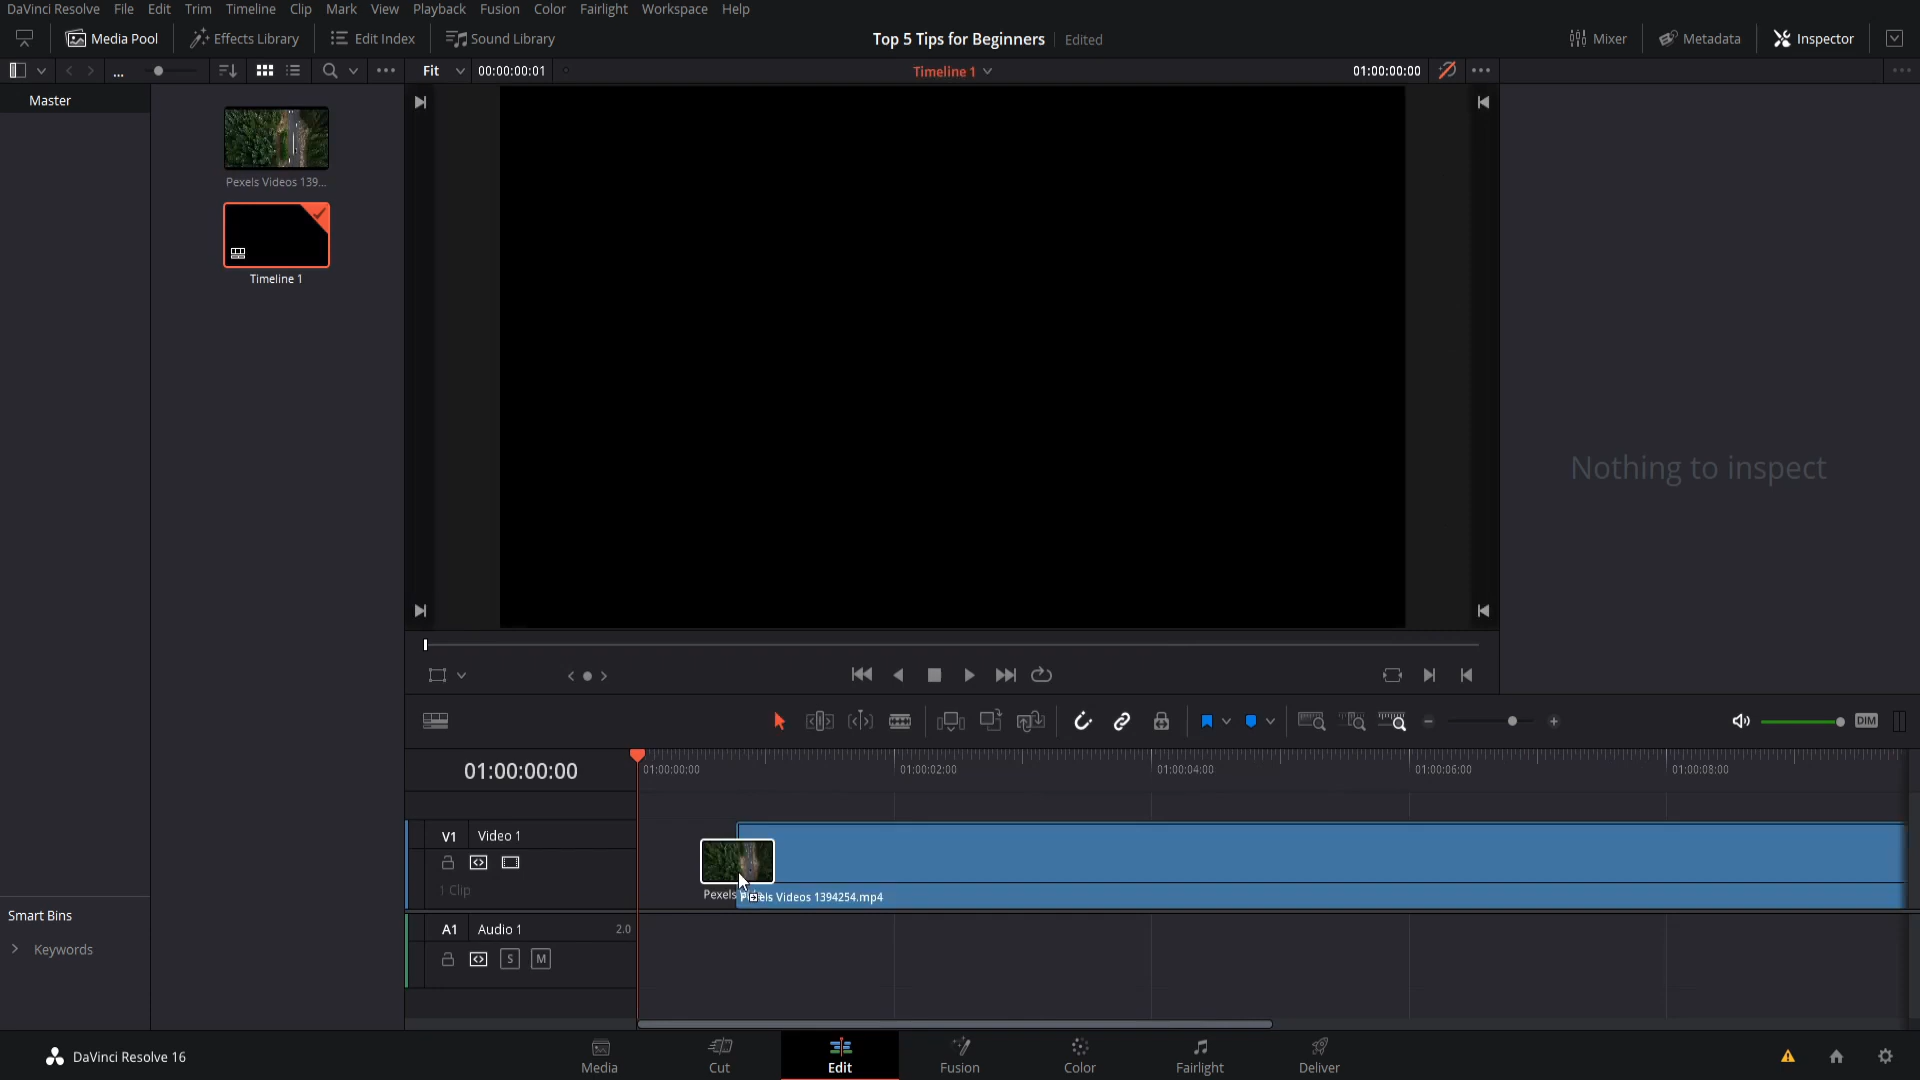 DaVinci Resolve File Edit Trim Timeline Clip Mark View Playback Fusion Color Fairlight Workspace Help
Media Pool Effects Library Edit Index Sound Library Top 5 Tips for Beginners Edited Mixer Metadata Inspector
... Fit 00:00:00:01 Timeline 1 01:00:00:00
Master
Pexels Videos 139...
Timeline 1
Nothing to inspect
DIM
01:00:00:00 01:00:00:00 01:00:02:00 01:00:04:00 01:00:06:00 01:00:08:00
V1 Video 1
1 Clip
Pexels Videos 1394254.mp4
A1 Audio 1 2.0
S M
Smart Bins
Keywords
DaVinci Resolve 16
Media Cut Edit Fusion Color Fairlight Deliver